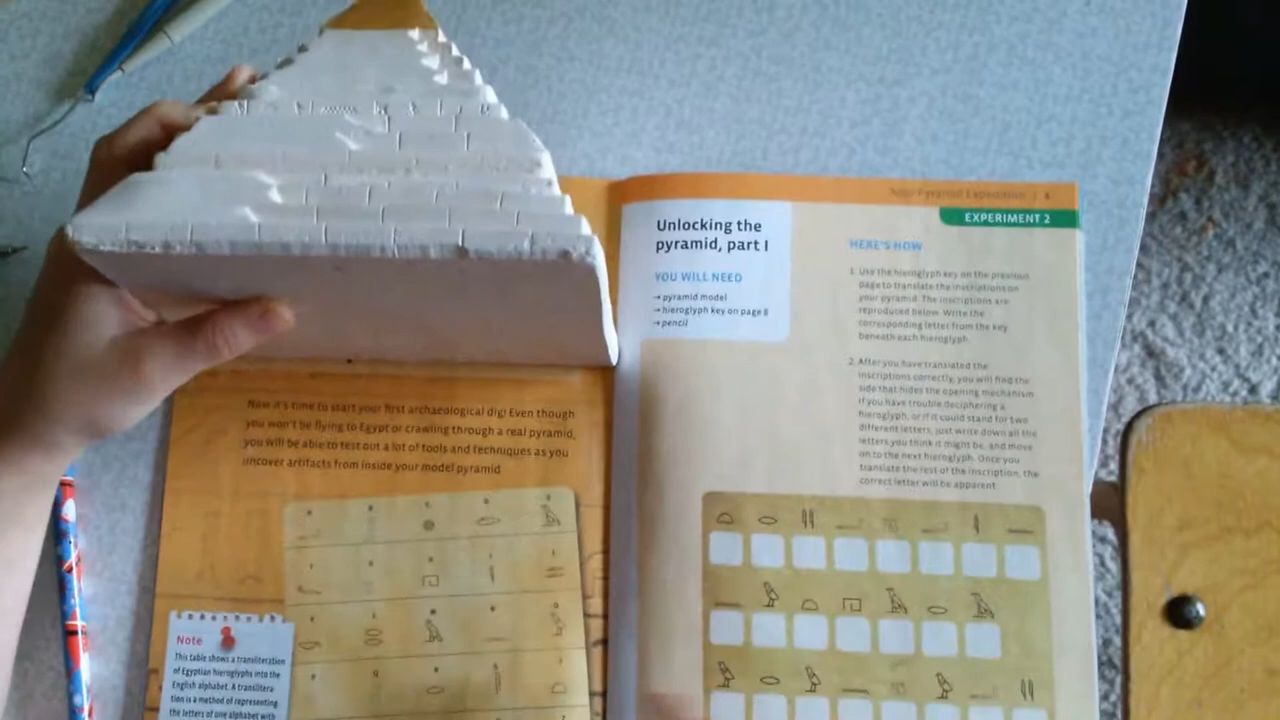 Now it's time to start your first archaeological dig! Even though
you won't be flying to Egypt or crawling through a real pyramid,
you will be able to test out a lot of tools and techniques as you
uncover artifacts from inside your model pyramid
Note
This table shows a transliteration
of Egyptian hieroglyphs into the
English alphabet. A translitera-
tion is a method of representing
the letters of one alphabet with
Pyramid Expedition
EXPERIMENT 2
Unlocking the
pyramid, part I
YOU WILL NEED
→ pyramid model
→ hieroglyph key on page 8
→ pencil
HERE'S HOW
1. Use the hieroglyph key on the previous
page to translate the inscriptions on
your pyramid. The inscriptions are
reproduced below. Write the
corresponding letter from the key
beneath each hieroglyph.
2. After you have translated the
inscriptions correctly, you will find the
side that hides the opening mechanism
If you have trouble deciphering a
hieroglyph, or if it could stand for two
different letters, just write down all the
letters you think it might be, and move
on to the next hieroglyph. Once you
translate the rest of the inscription, the
correct letter will be apparent